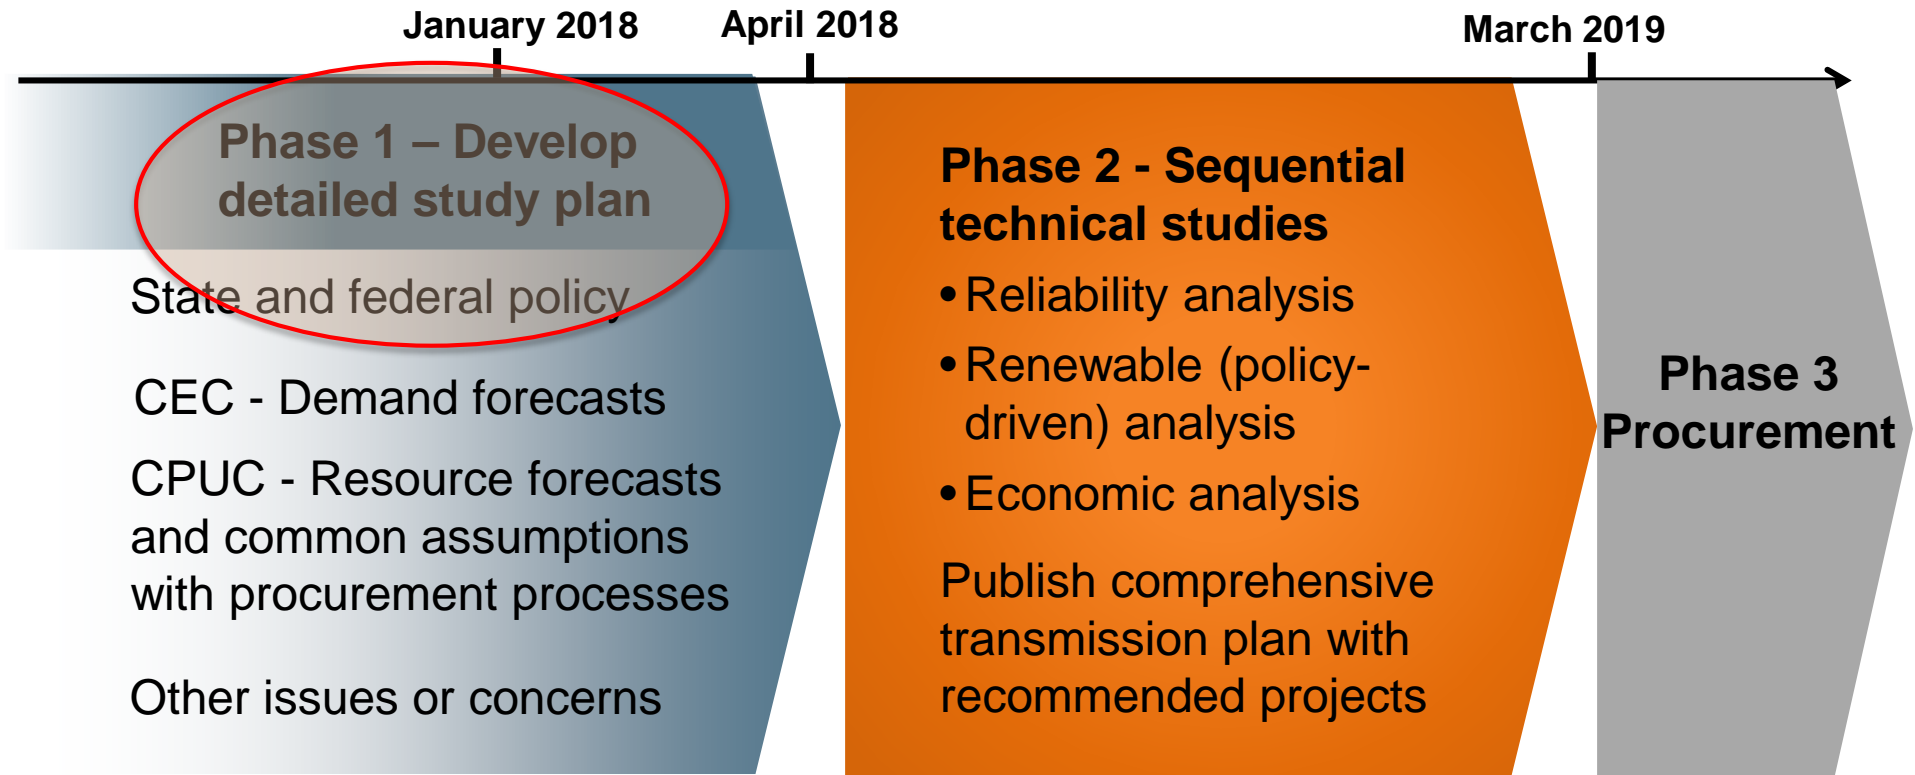 January 2018
April 2018
March 2019
Phase 1 – Develop
detailed study plan
State and federal policy
CEC - Demand forecasts
CPUC - Resource forecasts
and common assumptions
with procurement processes
Other issues or concerns
Phase 2 - Sequential
technical studies
• Reliability analysis
• Renewable (policy-
driven) analysis
• Economic analysis
Publish comprehensive
transmission plan with
recommended projects
Phase 3
Procurement